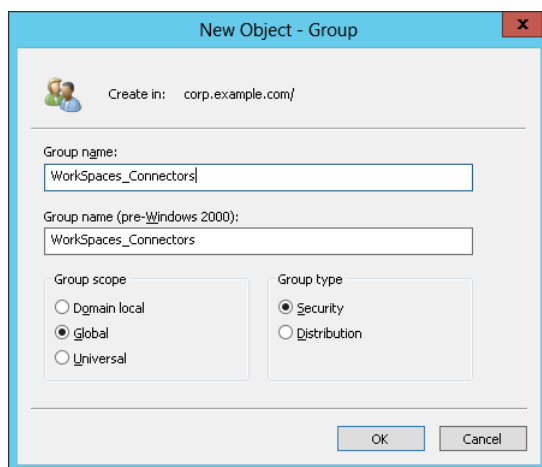 New Object - Group
x
Create in: corp.example.com/
Group name:
WorkSpaces_Connectors
Group name (pre-Windows 2000):
WorkSpaces_Connectors
Group scope
Domain local
Global
Universal
Group type
Security
Distribution
OK
Cancel